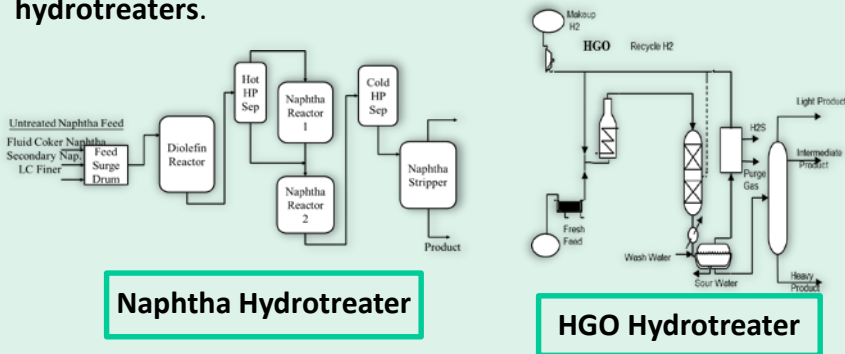 hydrotreaters.
Untreated Naphtha Feed
Fluid Coker Naphtha
Secondary Nap.
LC Finer
Feed
Surge
Drum
Diolefin
Reactor
Hot
HP
Sep
Naphtha
Reactor
1
Naphtha
Reactor
2
Cold
HP
Sep
Naphtha
Stripper
Product
Naphtha Hydrotreater
Makeup
H2
HGO
Recycle H2
Light Product
H2S
Intermediate
Product
Purge
Gas
Fresh
Feed
Wash Water
Sour Water
Heavy
Product
HGO Hydrotreater